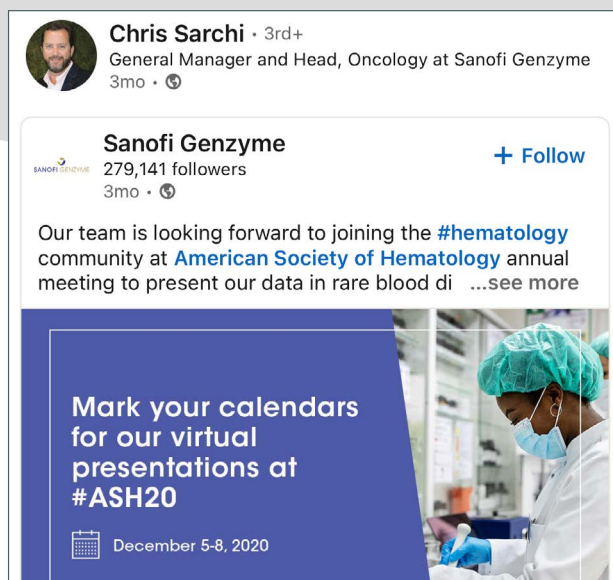 Chris Sarchi · 3rd+
General Manager and Head, Oncology at Sanofi Genzyme
3mo ·
Sanofi Genzyme
279,141 followers
3mo ·
+ Follow
SANOFI GENZYME
Our team is looking forward to joining the #hematology
community at American Society of Hematology annual
meeting to present our data in rare blood di ...see more
Mark your calendars
for our virtual
presentations at
#ASH20
December 5-8, 2020